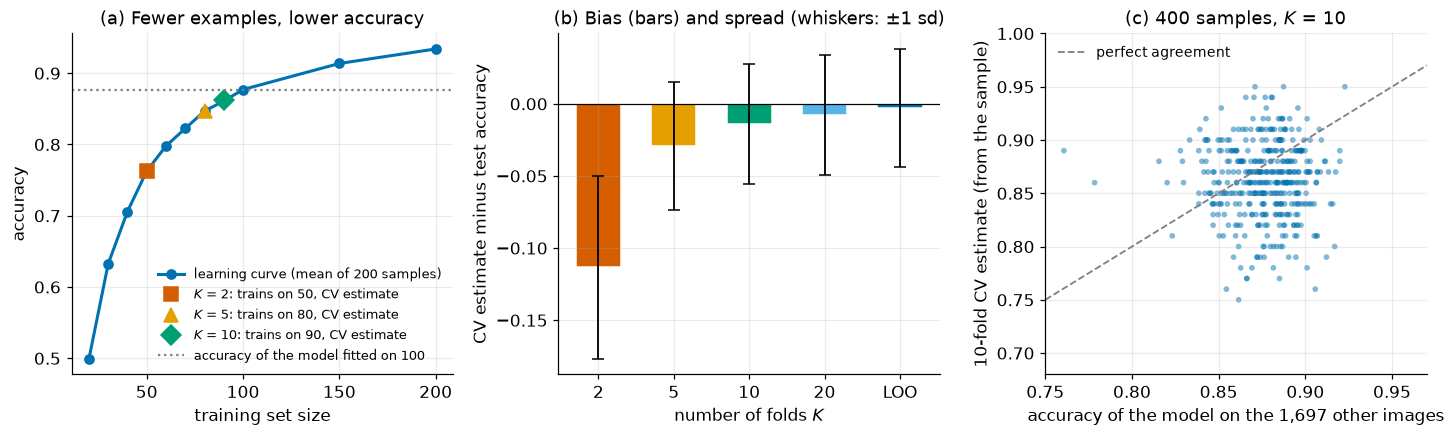 (a) Fewer examples, lower accuracy
accuracy
0.9
0.8
0.7
0.6
0.5
learning curve (mean of 200 samples)
K = 2: trains on 50, CV estimate
K = 5: trains on 80, CV estimate
K = 10: trains on 90, CV estimate
accuracy of the model fitted on 100
50
100
150
200
training set size
(b) Bias (bars) and spread (whiskers: ±1 sd)
CV estimate minus test accuracy
0.00
−0.05
−0.10
−0.15
2
5
10
20
LOO
number of folds K
(c) 400 samples, K = 10
10-fold CV estimate (from the sample)
1.00
0.95
0.90
0.85
0.80
0.75
0.70
perfect agreement
0.75
0.80
0.85
0.90
0.95
accuracy of the model on the 1,697 other images